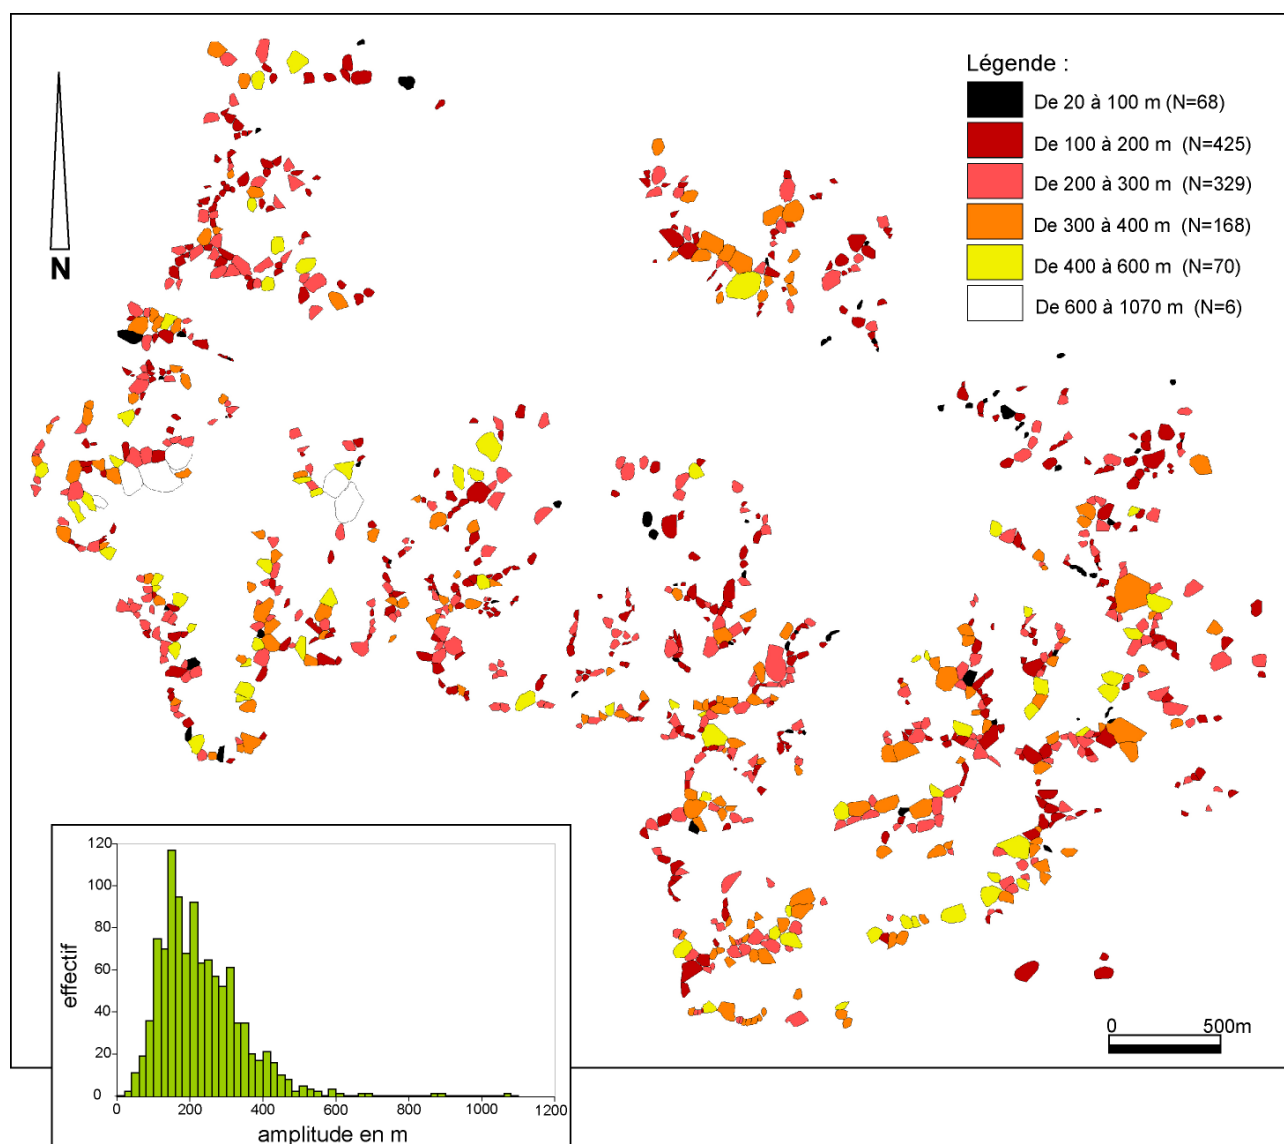 Légende :
De 20 à 100 m (N=68)
De 100 à 200 m (N=425)
De 200 à 300 m (N=329)
De 300 à 400 m (N=168)
De 400 à 600 m (N=70)
De 600 à 1070 m (N=6)
N
0 500m
120
100
80
60
40
20
0
effectif
0 200 400 600 800 1000 1200
amplitude en m